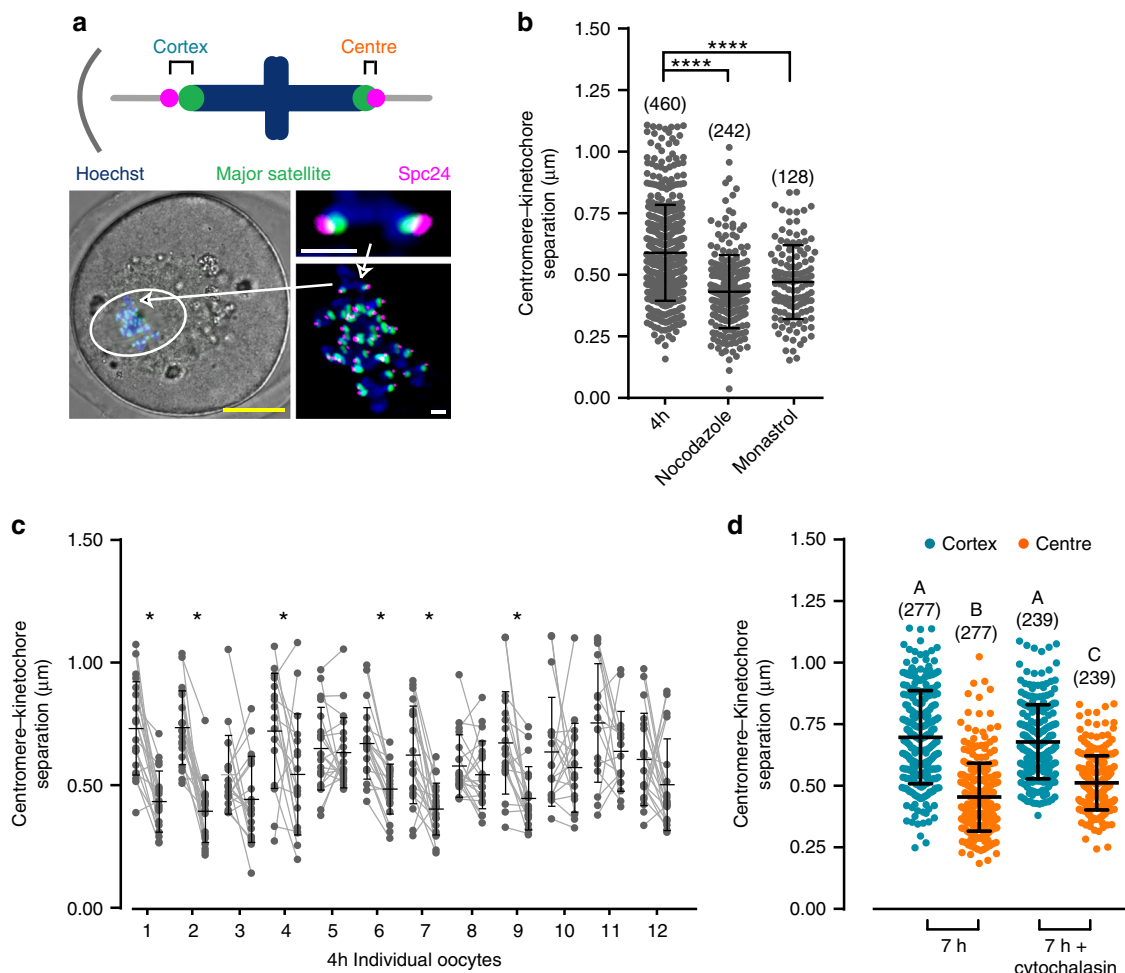 a
Cortex Centre
Hoechst Major satellite Spc24
b
Centromere–kinetochore
separation (μm)
1.50
1.25
1.00
0.75
0.50
0.25
0.00
****
****
(460)
(242)
(128)
4h
Nocodazole
Monastrol
c
Centromere–kinetochore
separation (μm)
1.50
1.00
0.50
0.00
* * * * * *
1 2 3 4 5 6 7 8 9 10 11 12
4h Individual oocytes
d
Centromere–Kinetochore
separation (μm)
1.50
1.25
1.00
0.75
0.50
0.25
0.00
Cortex Centre
A
(277)
B
(277)
A
(239)
C
(239)
7 h
7 h +
cytochalasin